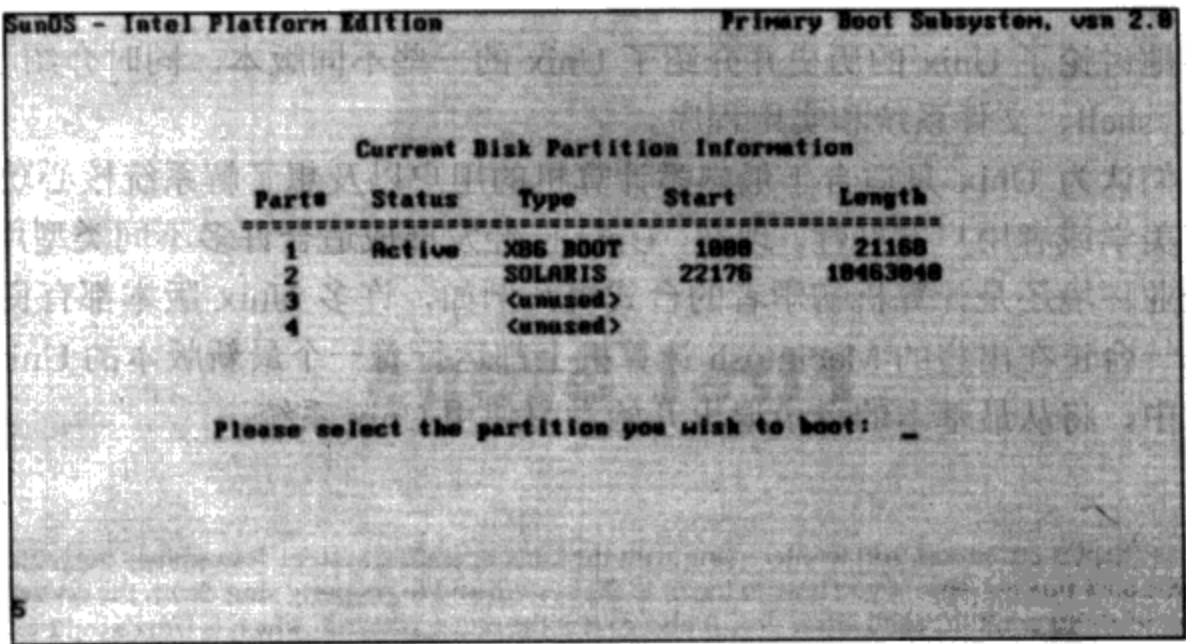 SunOS - Intel Platform Edition Primary Boot Subsystem, vsn 2.0
Current Disk Partition Information
Part# Status Type Start Length
================================================
1 Active X86 BOOT 1008 21168
2 SOLARIS 22176 10463040
3 <unused>
4 <unused>
Please select the partition you wish to boot: _
5